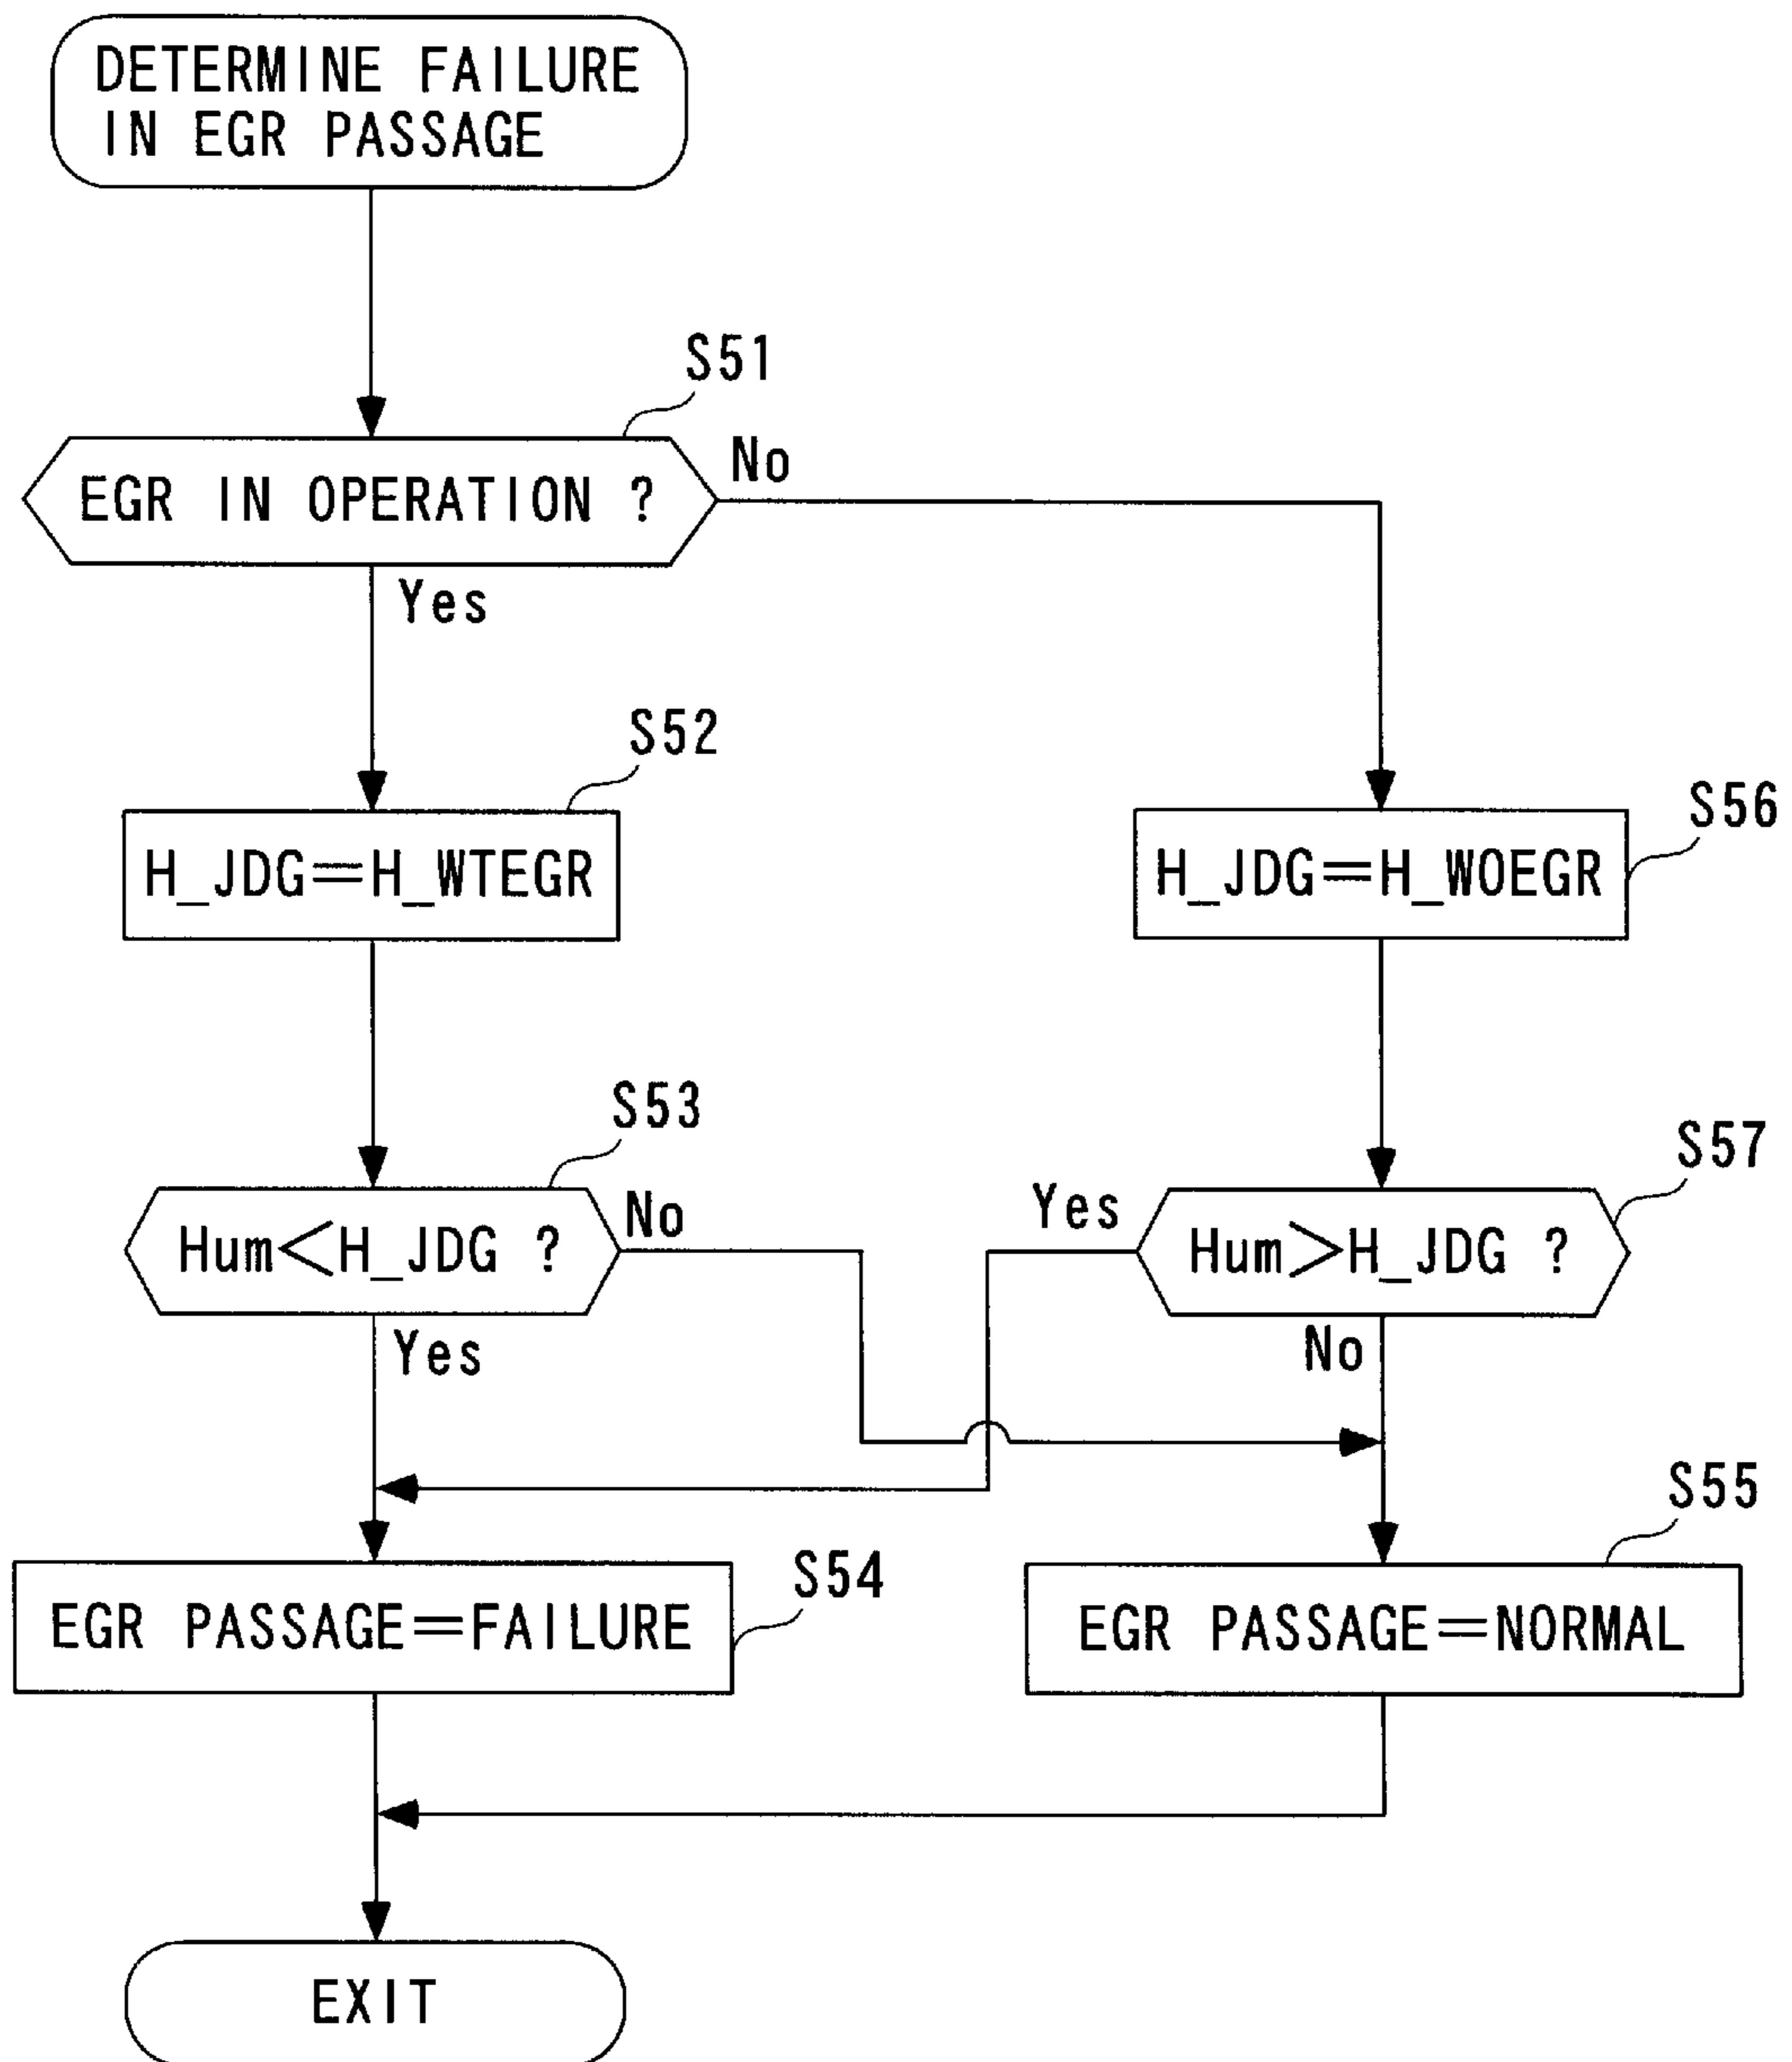 DETERMINE FAILURE
IN EGR PASSAGE
S51
EGR IN OPERATION ?
No
Yes
S52
H_JDG=H_WTEGR
S56
H_JDG=H_WOEGR
S53
Hum<H_JDG ?
No
Yes
S57
Yes
Hum>H_JDG ?
No
S54
EGR PASSAGE=FAILURE
S55
EGR PASSAGE=NORMAL
EXIT